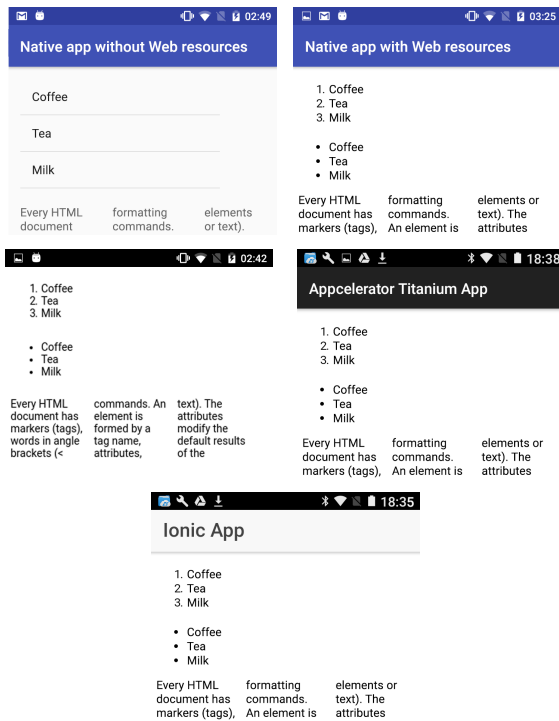 02:49
Native app without Web resources
Coffee
Tea
Milk
Every HTML formatting elements
document commands. or text).
03:25
Native app with Web resources
1. Coffee
2. Tea
3. Milk
• Coffee
• Tea
• Milk
Every HTML formatting elements or
document has commands. text). The
markers (tags), An element is attributes
02:42
1. Coffee
2. Tea
3. Milk
• Coffee
• Tea
• Milk
Every HTML commands. An text). The
document has element is attributes
markers (tags), formed by a modify the
words in angle tag name, default results
brackets (< attributes, of the
18:38
Appcelerator Titanium App
1. Coffee
2. Tea
3. Milk
• Coffee
• Tea
• Milk
Every HTML formatting elements or
document has commands. text). The
markers (tags), An element is attributes
18:35
Ionic App
1. Coffee
2. Tea
3. Milk
• Coffee
• Tea
• Milk
Every HTML formatting elements or
document has commands. text). The
markers (tags), An element is attributes